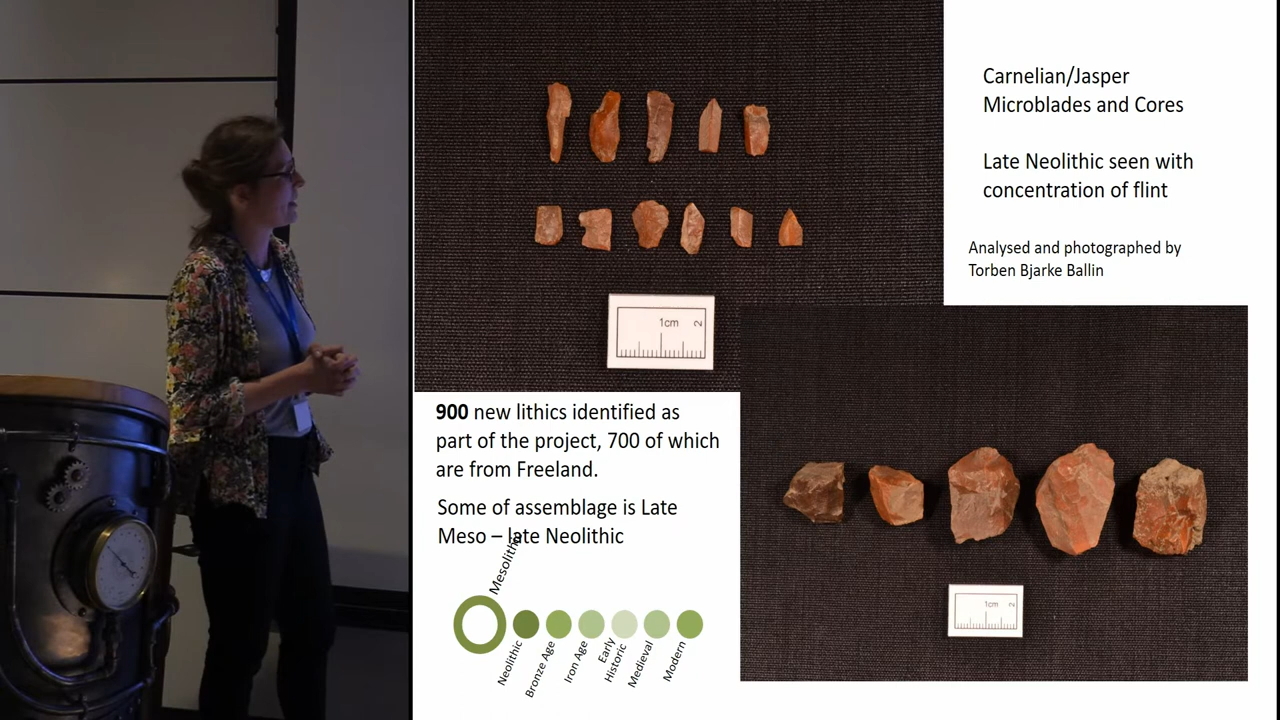 Carnelian/Jasper
Microblades and Cores
Late Neolithic seen with
concentration of flint
Analysed and photographed by
Torben Bjarke Ballin
1cm 2
900 new lithics identified as
part of the project, 700 of which
are from Freeland.
Some of assemblage is Late
Meso – late Neolithic
1cm 2
Mesolithic
Neolithic
Bronze Age
Iron Age
Early
Historic
Medieval
Modern